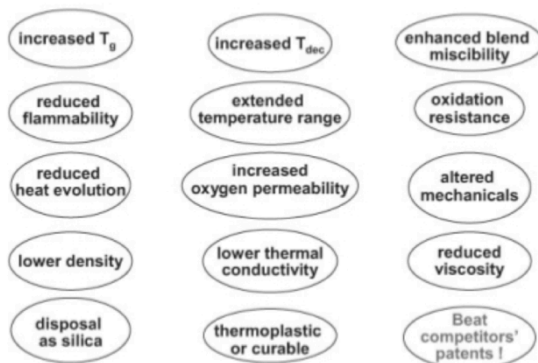 increased Tg
increased Tdec
enhanced blend
miscibility
reduced
flammability
extended
temperature range
oxidation
resistance
reduced
heat evolution
increased
oxygen permeability
altered
mechanicals
lower density
lower thermal
conductivity
reduced
viscosity
disposal
as silica
thermoplastic
or curable
Beat
competitors'
patents !